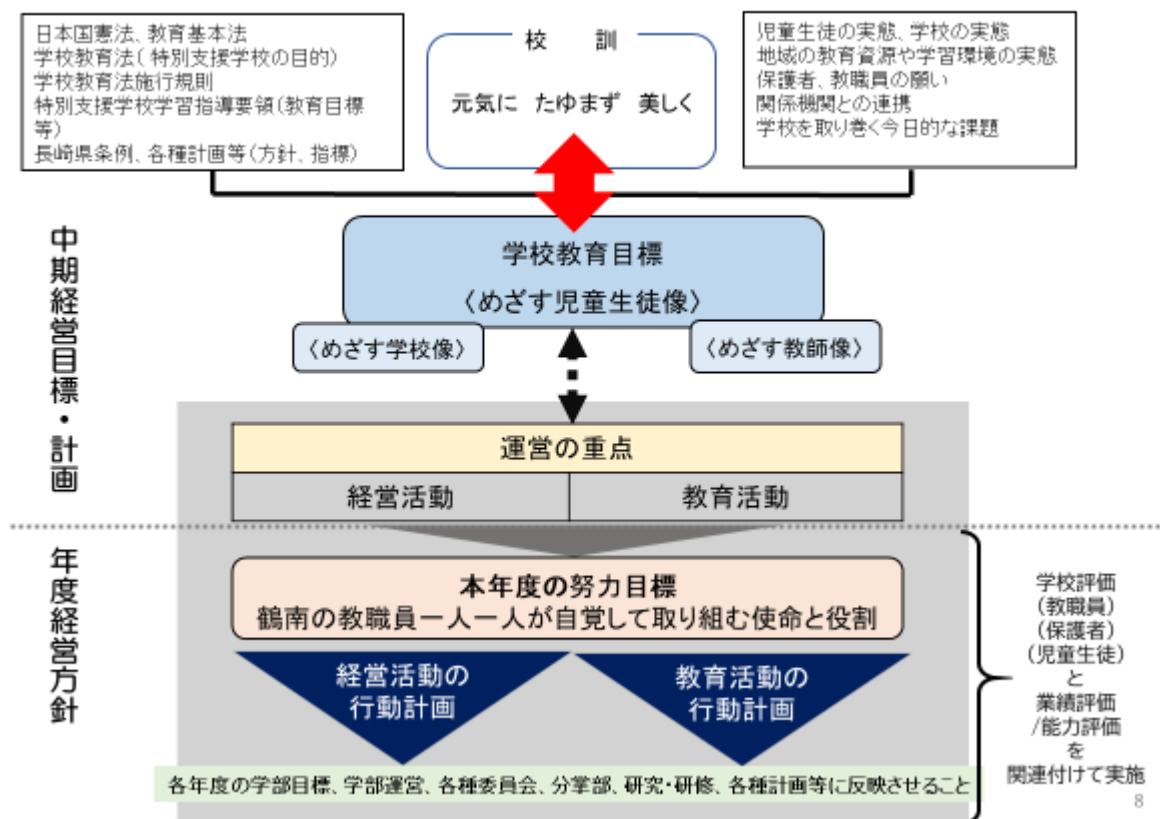 日本国憲法、教育基本法
学校教育法( 特別支援学校の目的)
学校教育法施行規則
特別支援学校学習指導要領(教育目標
等)
長崎県条例、各種計画等(方針、指標)
校　訓
元気に　たゆまず　美しく
児童生徒の実態、学校の実態
地域の教育資源や学習環境の実態
保護者、教職員の願い
関係機関との連携
学校を取り巻く今日的な課題
中期経営目標・計画
学校教育目標
〈めざす児童生徒像〉
〈めざす学校像〉
〈めざす教師像〉
運営の重点
経営活動
教育活動
年度経営方針
本年度の努力目標
鶴南の教職員一人一人が自覚して取り組む使命と役割
経営活動の
行動計画
教育活動の
行動計画
各年度の学部目標、学部運営、各種委員会、分掌部、研究・研修、各種計画等に反映させること
学校評価
(教職員)
(保護者)
(児童生徒)
と
業績評価
/能力評価
を
関連付けて実施
8